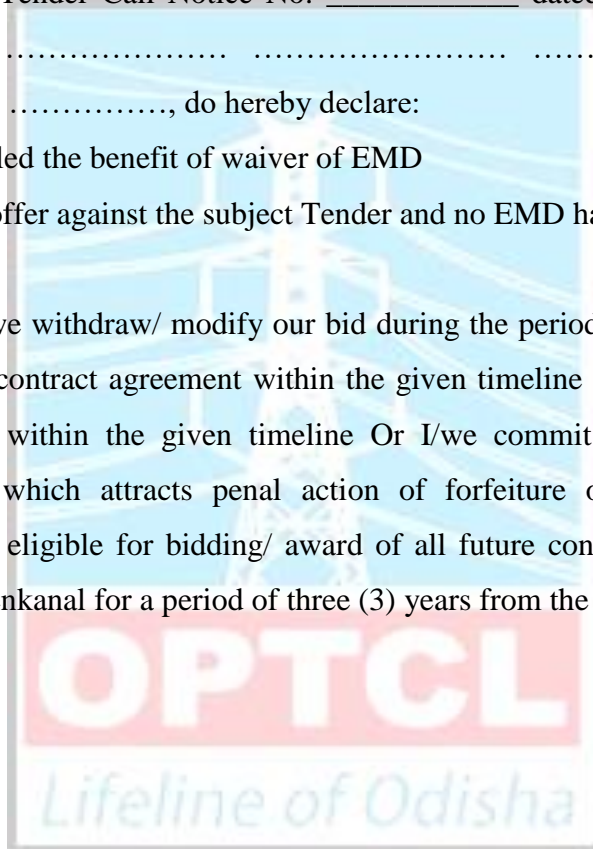 Tender Call Notice No. ____________ dated
………………… …………………… ……
……………, do hereby declare:
led the benefit of waiver of EMD
offer against the subject Tender and no EMD ha
ve withdraw/ modify our bid during the period
contract agreement within the given timeline
within the given timeline Or I/we commit
which attracts penal action of forfeiture o
eligible for bidding/ award of all future con
nkanal for a period of three (3) years from the
OPTCL
Lifeline of Odisha